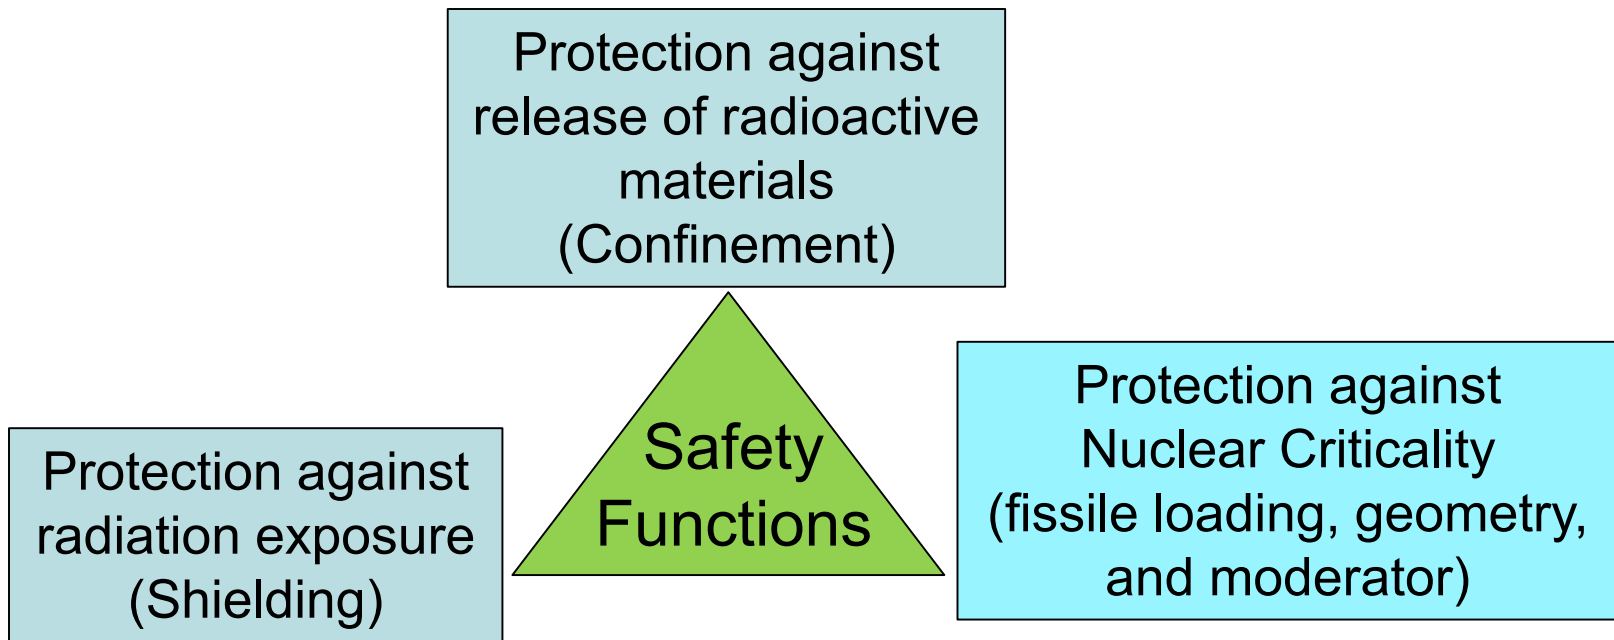 Protection against
release of radioactive
materials
(Confinement)
Safety
Functions
Protection against
radiation exposure
(Shielding)
Protection against
Nuclear Criticality
(fissile loading, geometry,
and moderator)